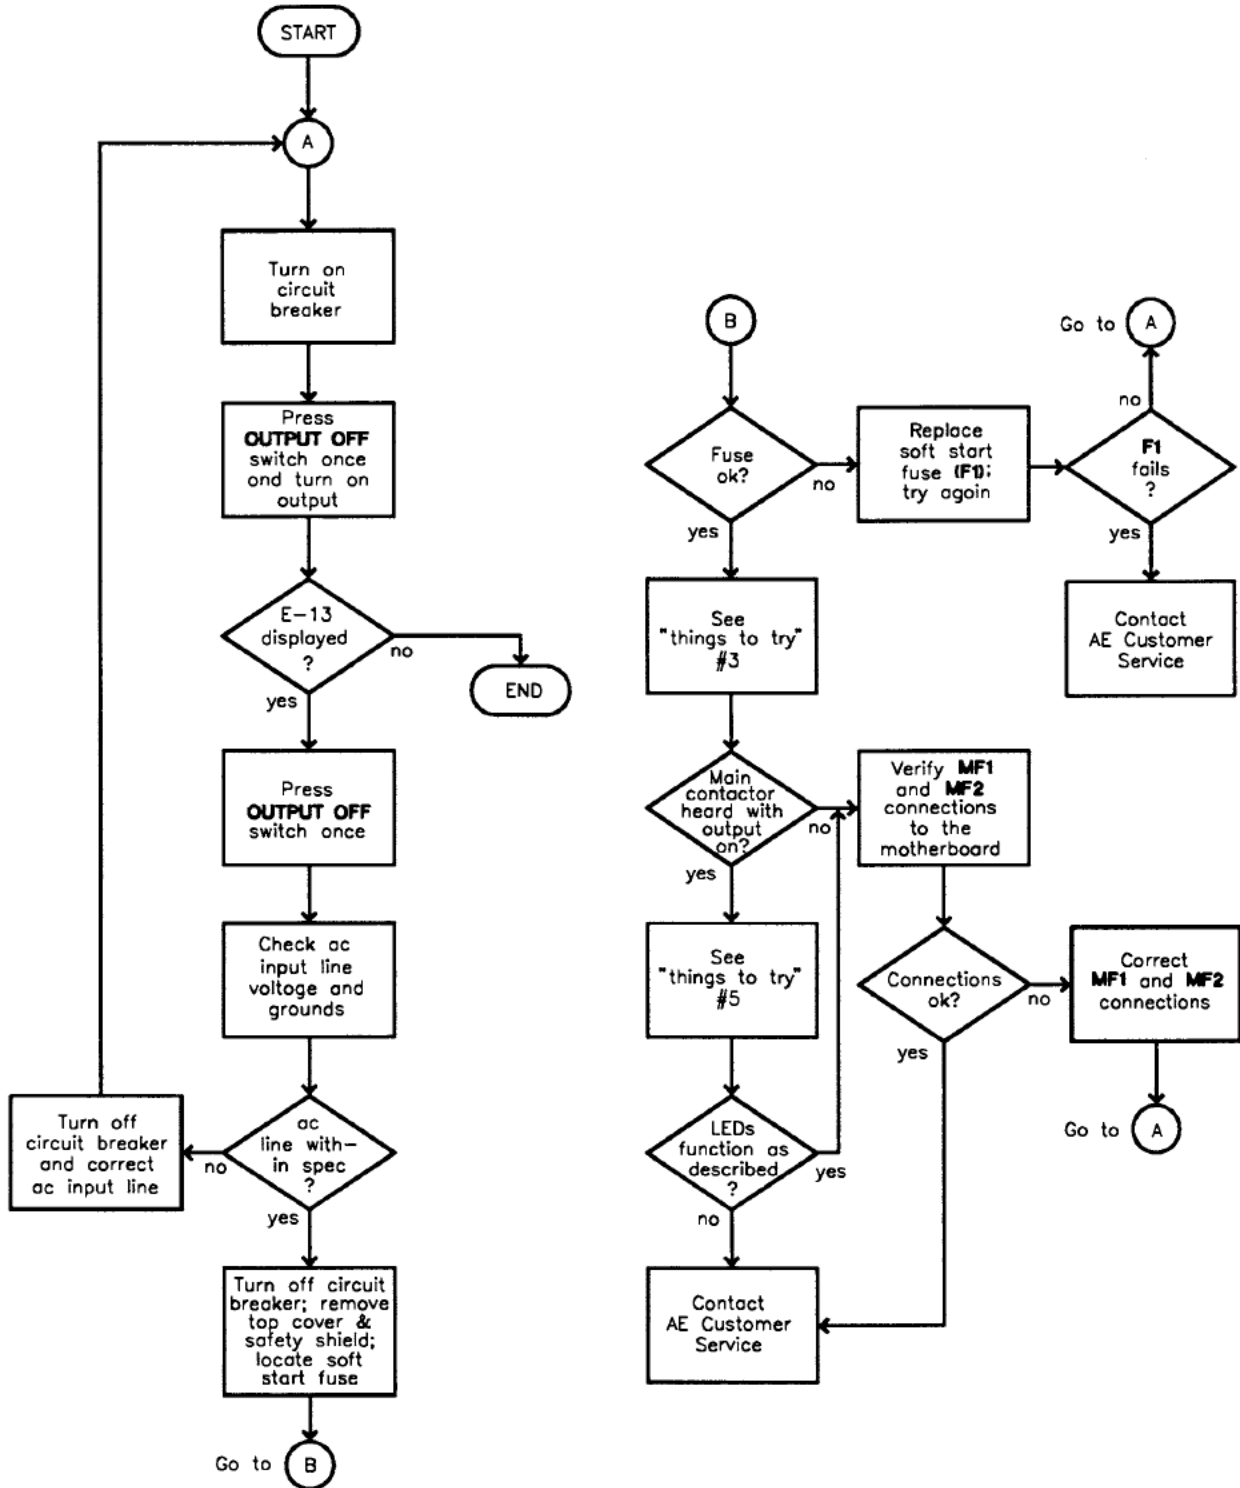 START
A
Turn on
circuit
breaker
Press
OUTPUT OFF
switch once
ond turn on
output
E-13
displayed
?
no
END
yes
Press
OUTPUT OFF
switch once
Check ac
input line
voltage and
grounds
ac
line with-
in spec
?
no
Turn off
circuit breaker
and correct
ac input line
yes
Turn off circuit
breaker; remove
top cover &
safety shield;
locate soft
start fuse
Go to B
B
Fuse
ok?
no
Replace
soft start
fuse (F1);
try again
F1
fails
?
no
Go to A
yes
Contact
AE Customer
Service
yes
See
"things to try"
#3
Main
contactor
heard with
output
on?
no
Verify MF1
and MF2
connections
to the
motherboard
yes
See
"things to try"
#5
Connections
ok?
no
Correct
MF1 and MF2
connections
Go to A
yes
LEDs
function as
described
?
yes
no
Contact
AE Customer
Service